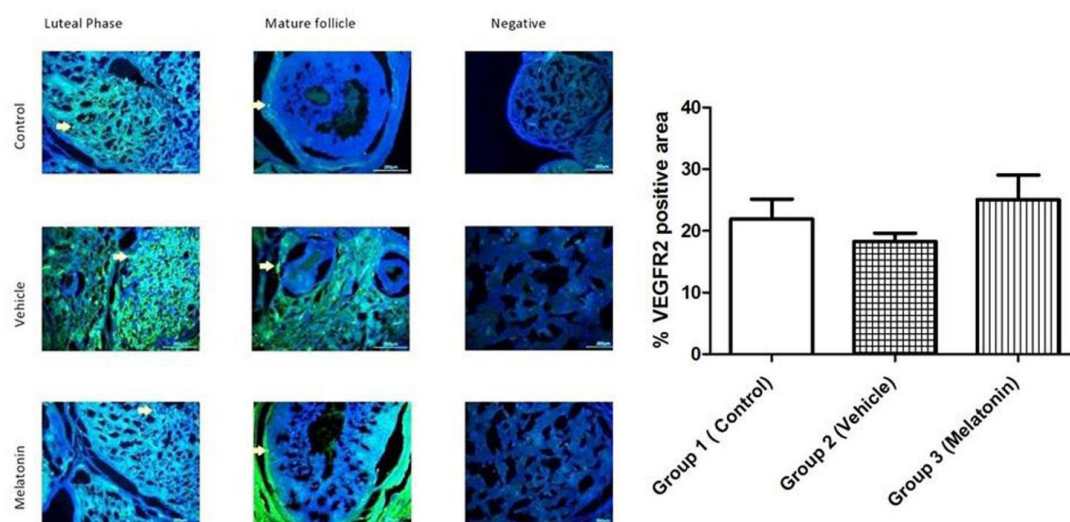 Luteal Phase
Mature follicle
Negative
Control
Vehicle
Melatonin
% VEGFR2 positive area
40
30
20
10
0
Group 1 ( Control)
Group 2 (Vehicle)
Group 3 (Melatonin)